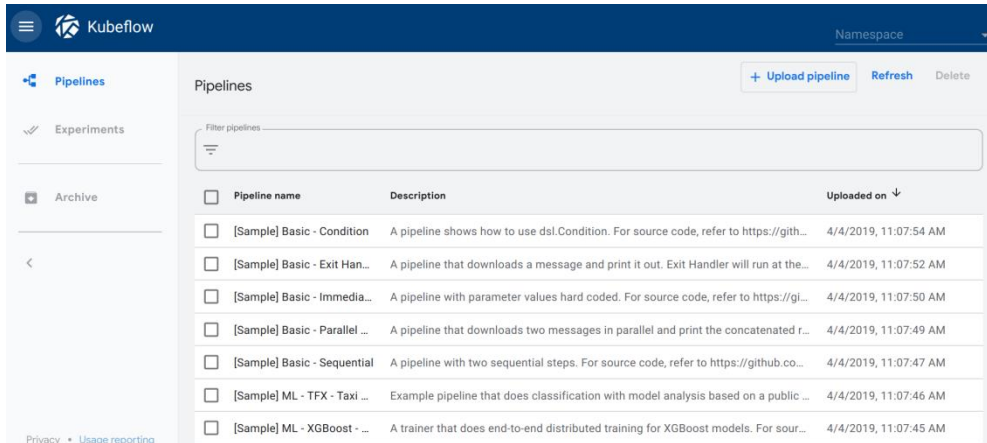 Kubeflow
Namespace
Pipelines
Experiments
Archive
Privacy • Usage reporting
Pipelines
+ Upload pipeline Refresh Delete
Filter pipelines
Pipeline name Description Uploaded on
[Sample] Basic - Condition A pipeline shows how to use dsl.Condition. For source code, refer to https://gith... 4/4/2019, 11:07:54 AM
[Sample] Basic - Exit Han... A pipeline that downloads a message and print it out. Exit Handler will run at the... 4/4/2019, 11:07:52 AM
[Sample] Basic - Immedia... A pipeline with parameter values hard coded. For source code, refer to https://gi... 4/4/2019, 11:07:50 AM
[Sample] Basic - Parallel ... A pipeline that downloads two messages in parallel and print the concatenated r... 4/4/2019, 11:07:49 AM
[Sample] Basic - Sequential A pipeline with two sequential steps. For source code, refer to https://github.co... 4/4/2019, 11:07:47 AM
[Sample] ML - TFX - Taxi ... Example pipeline that does classification with model analysis based on a public ... 4/4/2019, 11:07:46 AM
[Sample] ML - XGBoost - ... A trainer that does end-to-end distributed training for XGBoost models. For sour... 4/4/2019, 11:07:45 AM